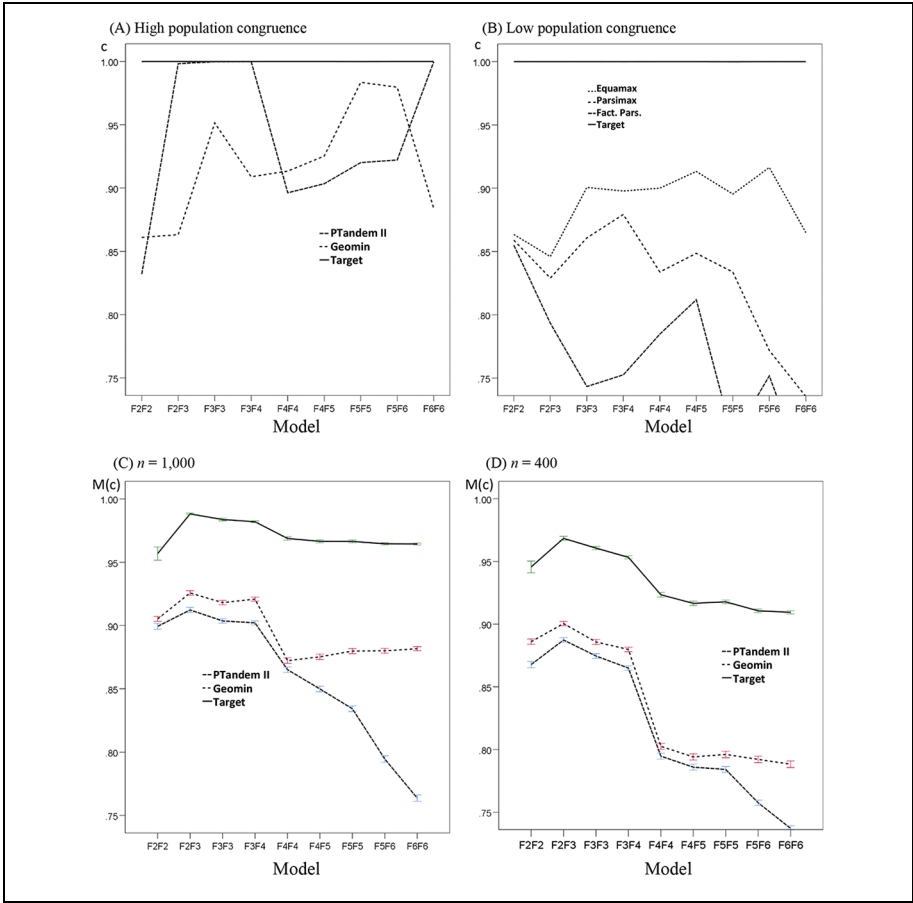 (A) High population congruence
c
1.00
.95
.90
.85
.80
.75
PTandem II
Geomin
Target
F2F2 F2F3 F3F3 F3F4 F4F4 F4F5 F5F5 F5F6 F6F6
Model
(B) Low population congruence
c
1.00
.95
.90
.85
.80
.75
Equamax
Parsimax
Fact. Pars.
Target
F2F2 F2F3 F3F3 F3F4 F4F4 F4F5 F5F5 F5F6 F6F6
Model
(C) n = 1,000
M(c)
1.00
.95
.90
.85
.80
.75
PTandem II
Geomin
Target
F2F2 F2F3 F3F3 F3F4 F4F4 F4F5 F5F5 F5F6 F6F6
Model
(D) n = 400
M(c)
1.00
.95
.90
.85
.80
.75
PTandem II
Geomin
Target
F2F2 F2F3 F3F3 F3F4 F4F4 F4F5 F5F5 F5F6 F6F6
Model